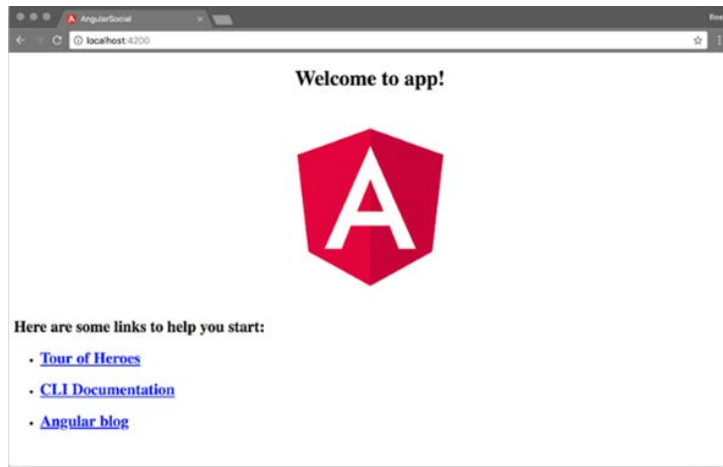 AngularSocial
localhost:4200
Welcome to app!
A
Here are some links to help you start:
Tour of Heroes
CLI Documentation
Angular blog